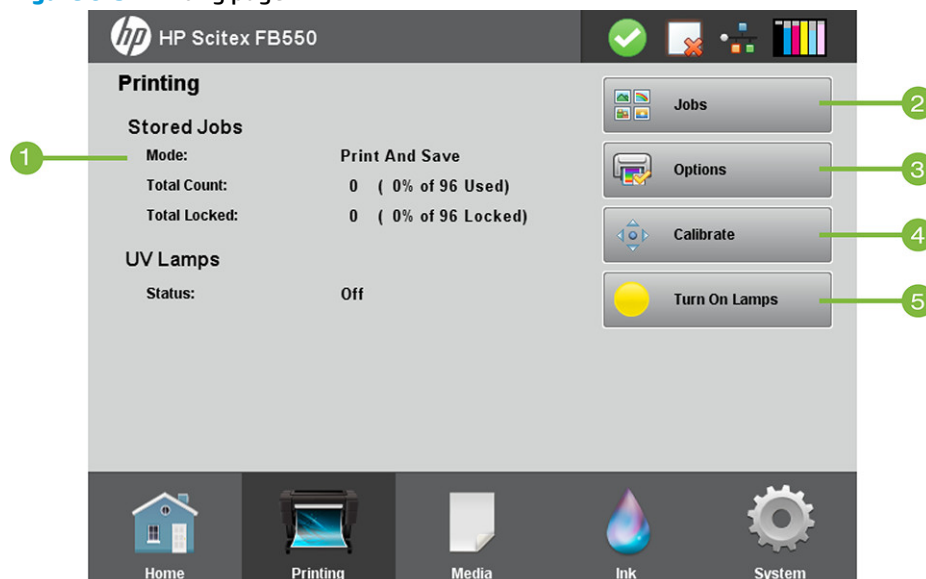 hp HP Scitex FB550
Printing
Stored Jobs
Mode: Print And Save
Total Count: 0 ( 0% of 96 Used)
Total Locked: 0 ( 0% of 96 Locked)
UV Lamps
Status: Off
1
Jobs 2
Options 3
Calibrate 4
Turn On Lamps 5
Home Printing Media Ink System